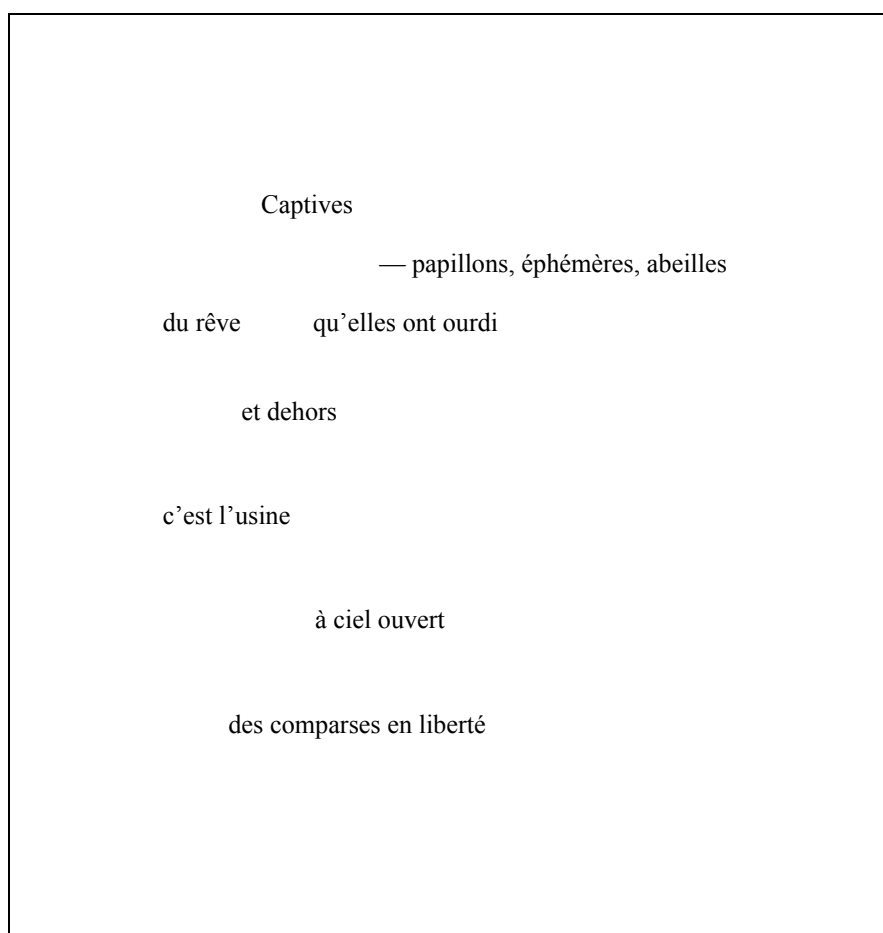 Captives
— papillons, éphémères, abeilles
du rêve qu’elles ont ourdi
et dehors
c’est l’usine
à ciel ouvert
des comparses en liberté